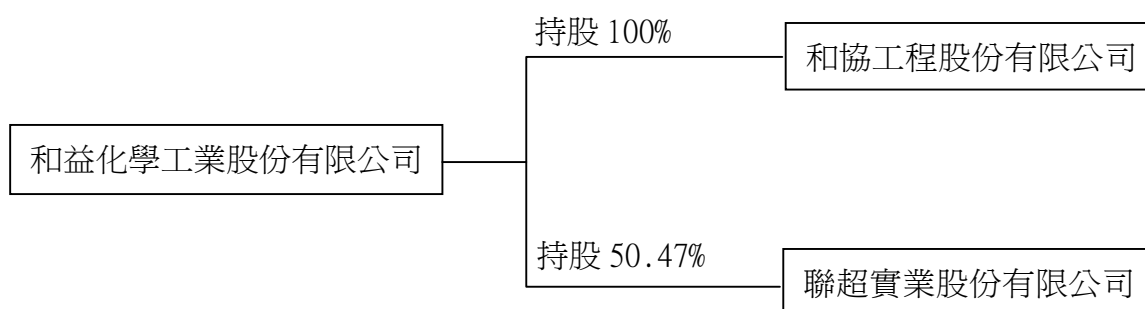 持股 100%
和協工程股份有限公司
和益化學工業股份有限公司
持股 50.47%
聯超實業股份有限公司